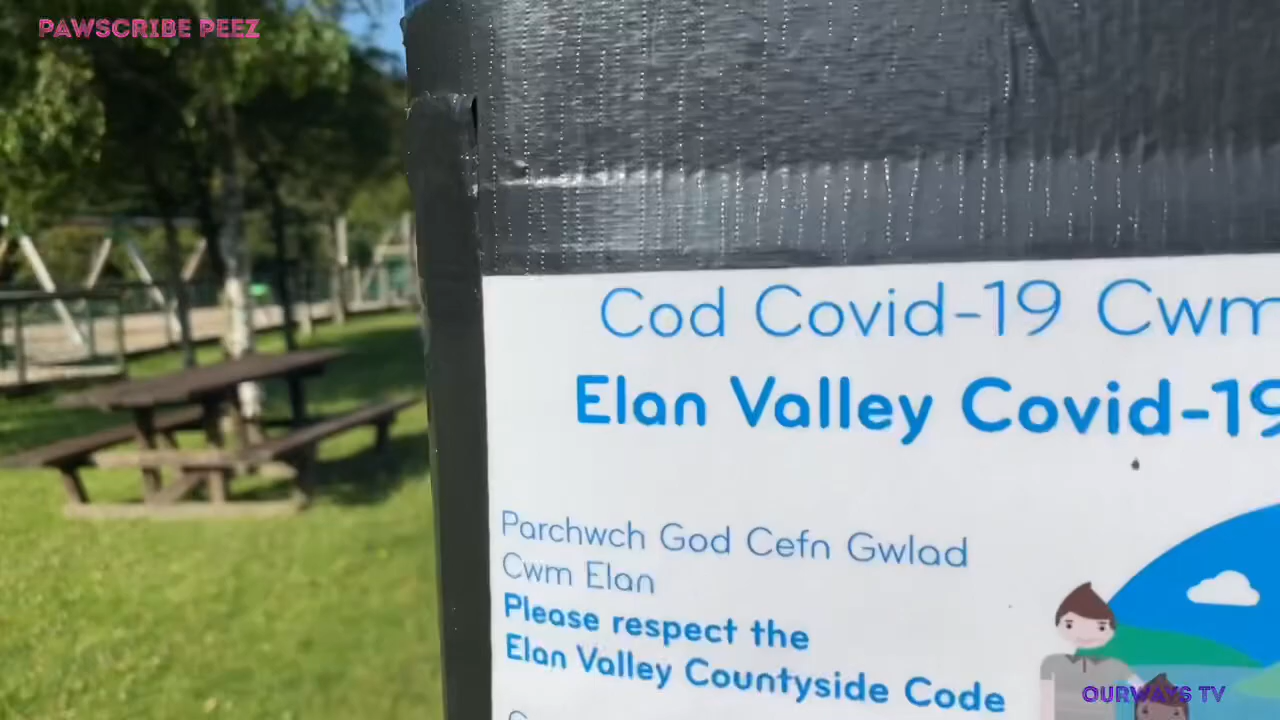 PAWSCRIBE PEEZ
Cod Covid-19 Cwm
Elan Valley Covid-19
Parchwch God Cefn Gwlad
Cwm Elan
Please respect the
Elan Valley Countyside Code
OURWAYS TV